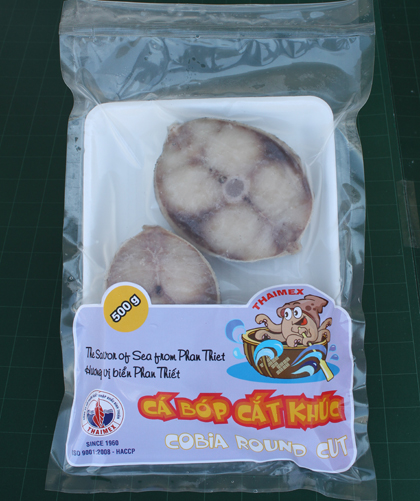 500 g
THAIMEX
The Savor of Sea from Phan Thiet
Hương vị biển Phan Thiết
CÁ BÓP CẮT KHÚC
COBIA ROUND CUT
THAIMEX
SINCE 1968
ISO 9001:2008 - HACCP